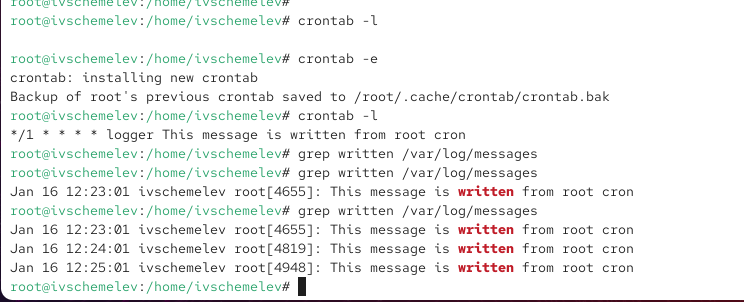 root@ivschemelev:/home/ivschemelev#
root@ivschemelev:/home/ivschemelev# crontab -l
root@ivschemelev:/home/ivschemelev# crontab -e
crontab: installing new crontab
Backup of root's previous crontab saved to /root/.cache/crontab/crontab.bak
root@ivschemelev:/home/ivschemelev# crontab -l
*/1 * * * * logger This message is written from root cron
root@ivschemelev:/home/ivschemelev# grep written /var/log/messages
root@ivschemelev:/home/ivschemelev# grep written /var/log/messages
Jan 16 12:23:01 ivschemelev root[4655]: This message is written from root cron
root@ivschemelev:/home/ivschemelev# grep written /var/log/messages
Jan 16 12:23:01 ivschemelev root[4655]: This message is written from root cron
Jan 16 12:24:01 ivschemelev root[4819]: This message is written from root cron
Jan 16 12:25:01 ivschemelev root[4948]: This message is written from root cron
root@ivschemelev:/home/ivschemelev#